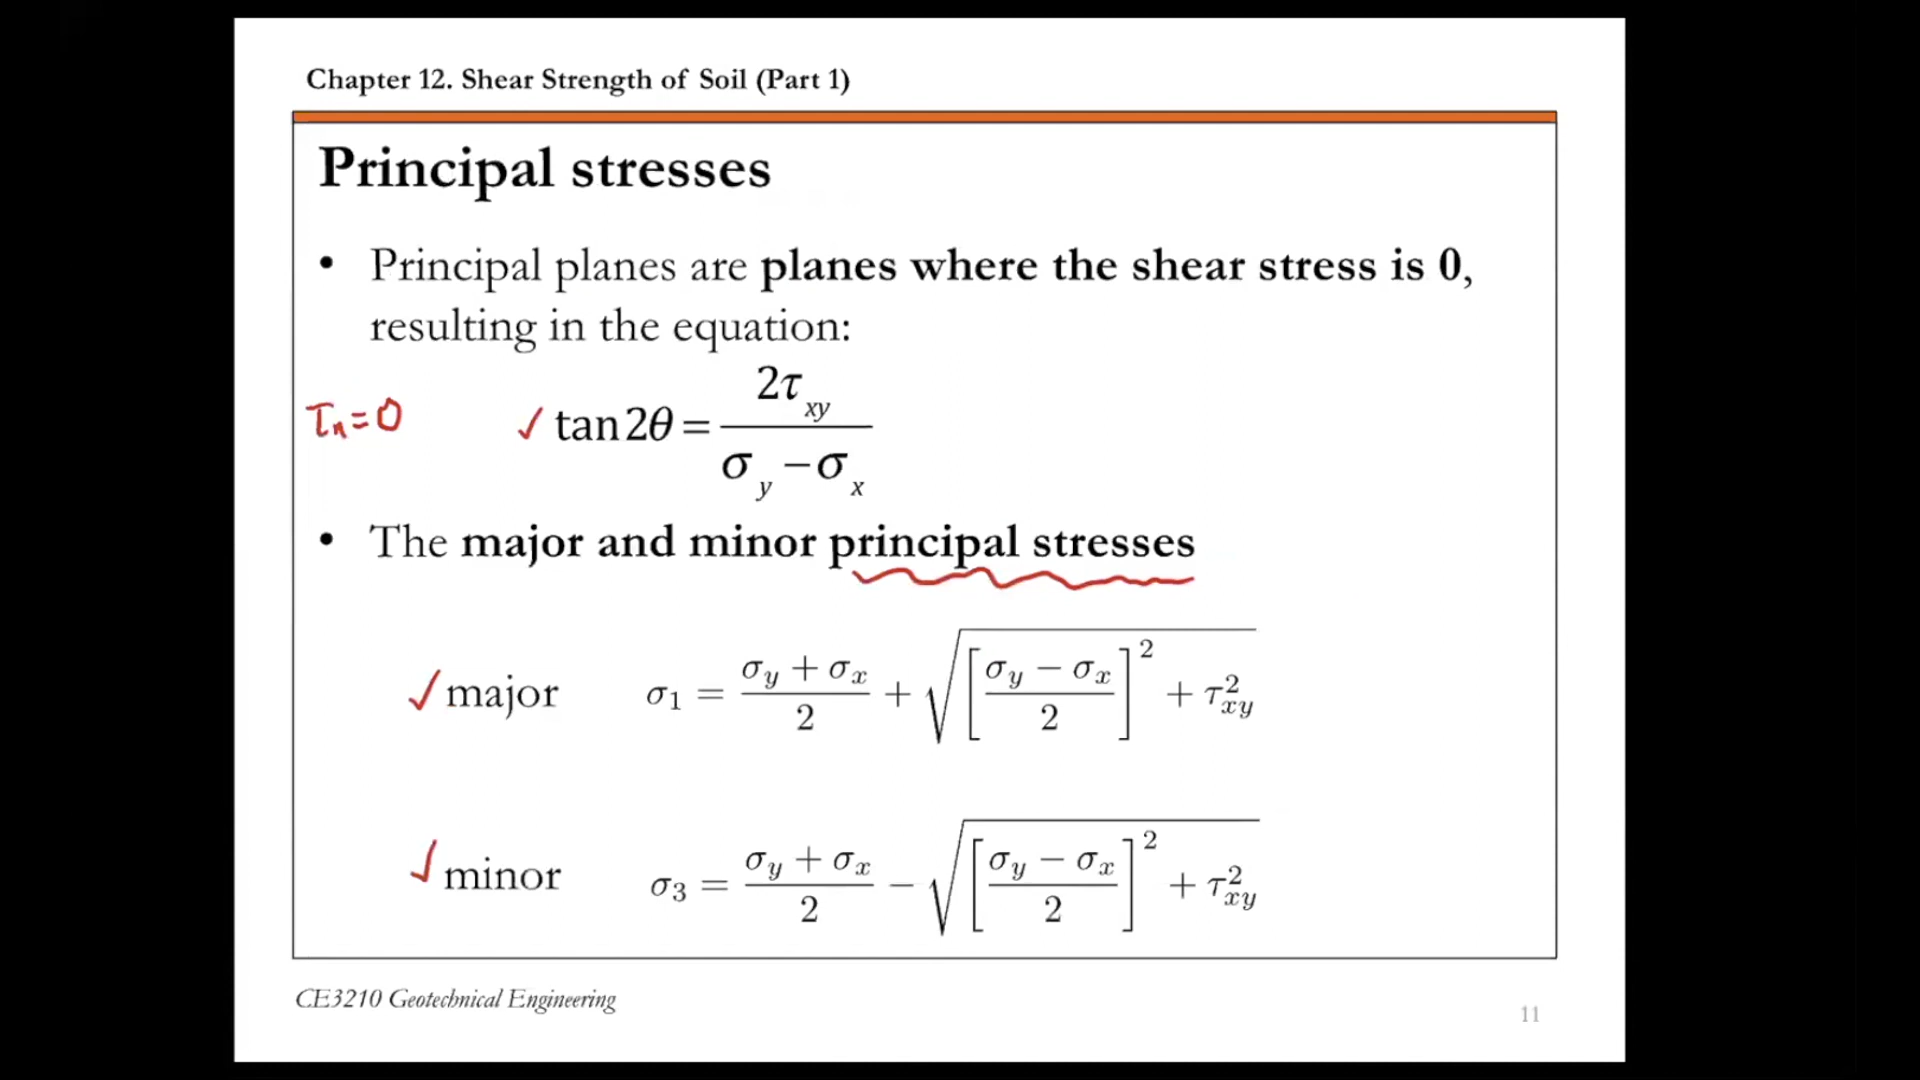 Chapter 12. Shear Strength of Soil (Part 1)
Principal stresses
• Principal planes are planes where the shear stress is 0,
resulting in the equation:
τn=0 ✓ tan2θ = 2τxy / (σy − σx)
• The major and minor principal stresses
✓ major σ1 = (σy + σx)/2 + √([(σy − σx)/2]² + τ²xy)
✓ minor σ3 = (σy + σx)/2 − √([(σy − σx)/2]² + τ²xy)
CE3210 Geotechnical Engineering
11